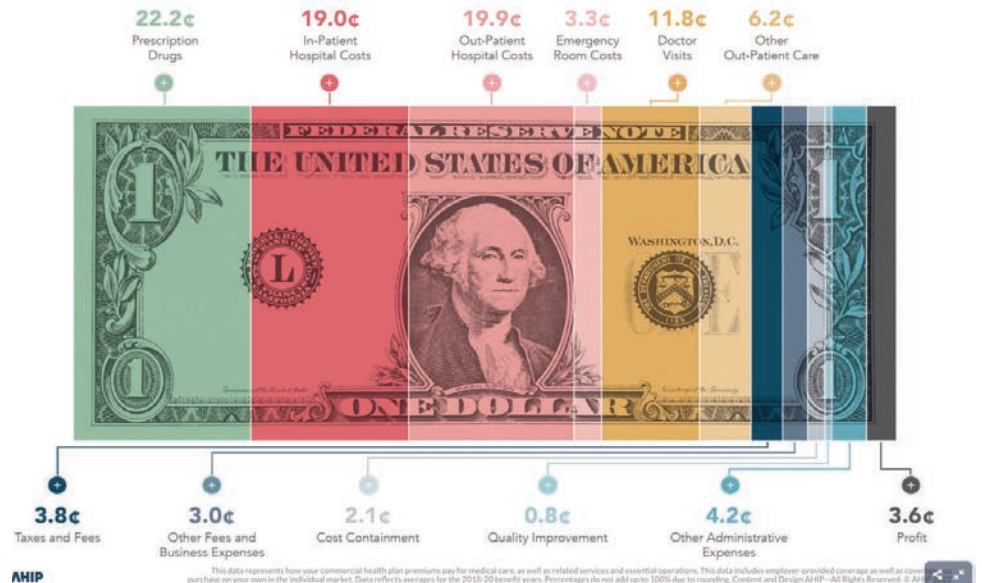 22.2¢
Prescription
Drugs
19.0¢
In-Patient
Hospital Costs
19.9¢
Out-Patient
Hospital Costs
3.3¢
Emergency
Room Costs
11.8¢
Doctor
Visits
6.2¢
Other
Out-Patient Care
FEDERAL RESERVE NOTE
THE UNITED STATES OF AMERICA
1
1
L
WASHINGTON, D.C.
ONE
WASHINGTON
1
1
ONE DOLLAR
3.8¢
Taxes and Fees
3.0¢
Other Fees and
Business Expenses
2.1¢
Cost Containment
0.8¢
Quality Improvement
4.2¢
Other Administrative
Expenses
3.6¢
Profit
AHIP
This data represents how your commercial health plan premiums pay for medical care, as well as related services and essential operations. This data includes employer-provided coverage as well as
purchase on your own in the individual market. Data reflects averages for the 2018-20 benefit years. Percentages do not add up to 100% due to rounding. Content and Design AHIP—All Rights Reserved: ©